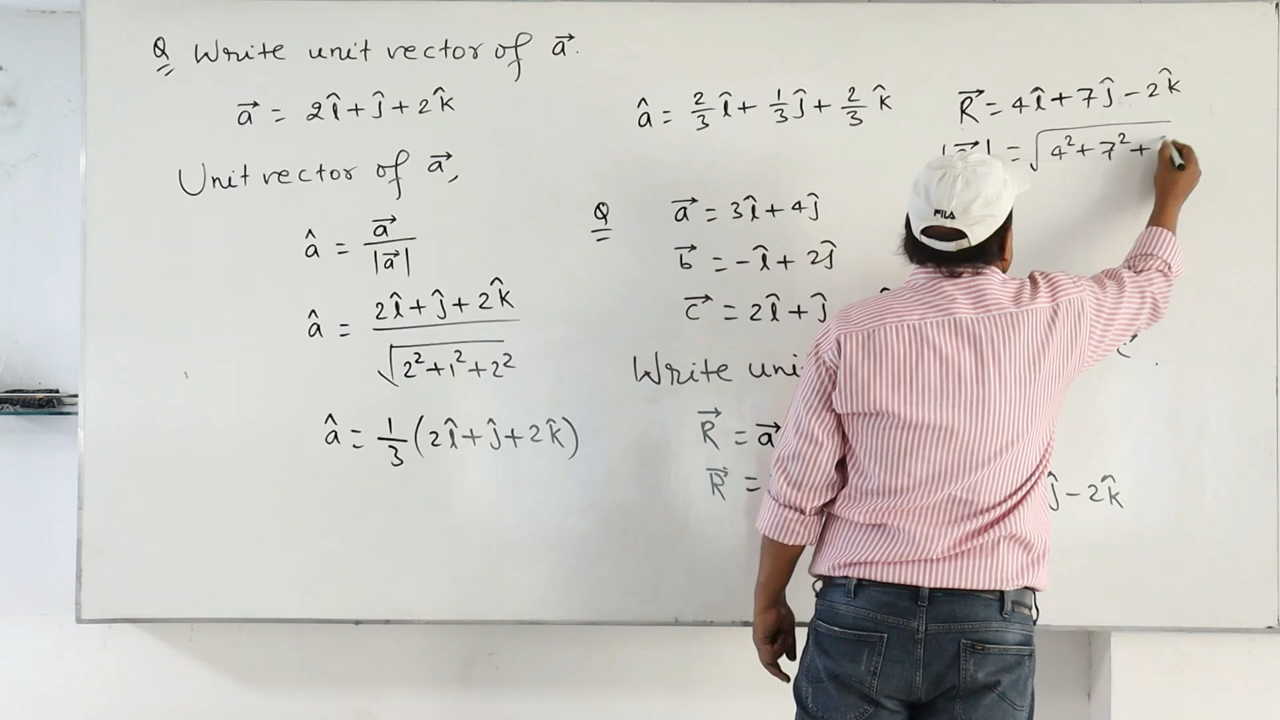 Q Write unit vector of a⃗.
a⃗ = 2î + ĵ + 2k̂
Unit vector of a⃗,
â = a⃗ / |a⃗|
â = (2î + ĵ + 2k̂) / √(2² + 1² + 2²)
â = 1/3 (2î + ĵ + 2k̂)
â = 2/3 î + 1/3 ĵ + 2/3 k̂
Q a⃗ = 3î + 4ĵ
b⃗ = -î + 2ĵ
c⃗ = 2î + ĵ
Write uni
R⃗ = a⃗
R⃗ =
ĵ - 2k̂
R⃗ = 4î + 7ĵ - 2k̂
= √4² + 7² +
FILA